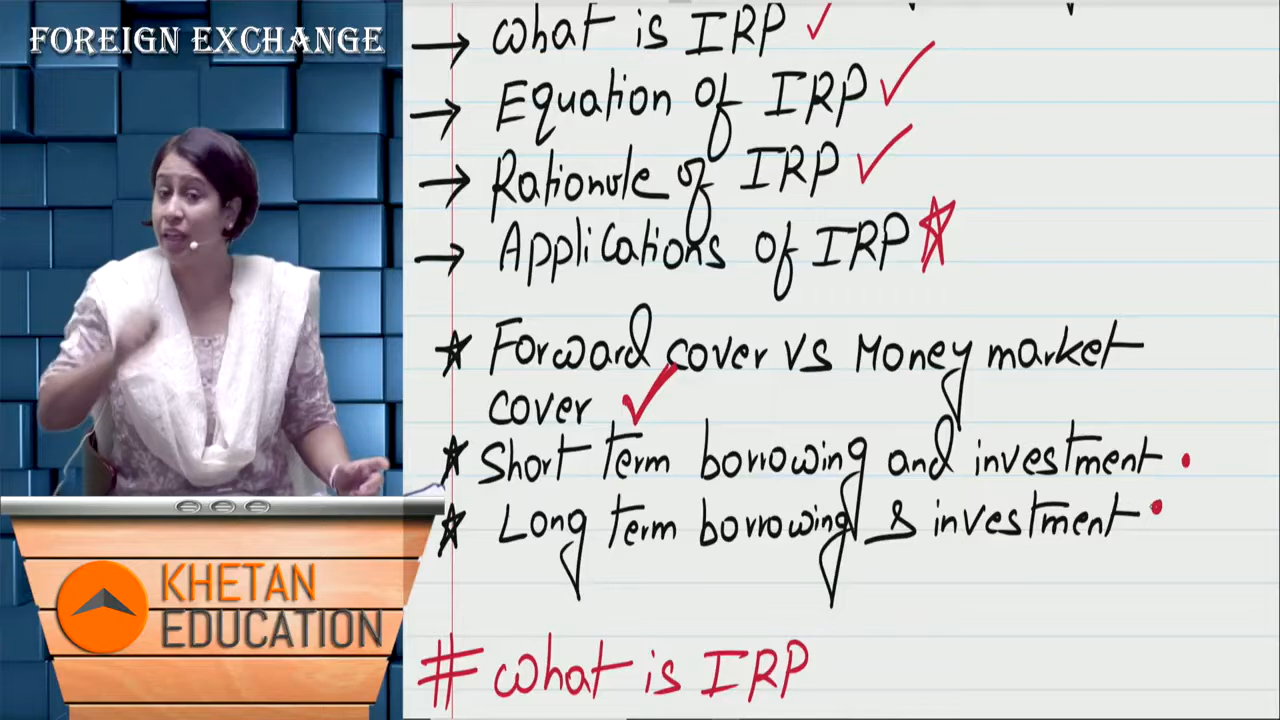 FOREIGN EXCHANGE
→ What is IRP ✓
→ Equation of IRP ✓
→ Rationale of IRP ✓
→ Applications of IRP ☆
★ Forward cover vs Money market
cover ✓
★ Short term borrowing and investment .
★ Long term borrowing & investment .
# What is IRP
KHETAN
EDUCATION